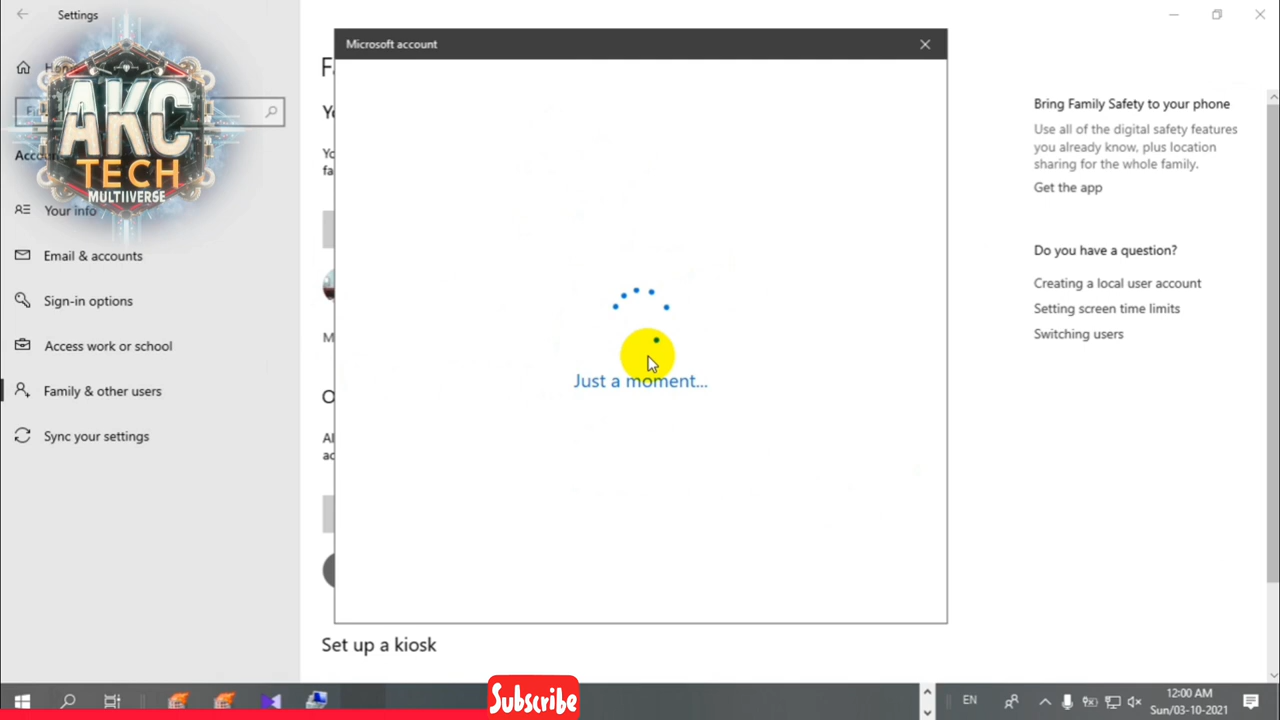 Settings
Microsoft account
AKC
TECH
MULTIIVERSE
Your info
Email & accounts
Sign-in options
Access work or school
Family & other users
Sync your settings
Just a moment...
Set up a kiosk
Bring Family Safety to your phone
Use all of the digital safety features
you already know, plus location
sharing for the whole family.
Get the app
Do you have a question?
Creating a local user account
Setting screen time limits
Switching users
Subscribe
EN
12:00 AM
Sun/03-10-2021